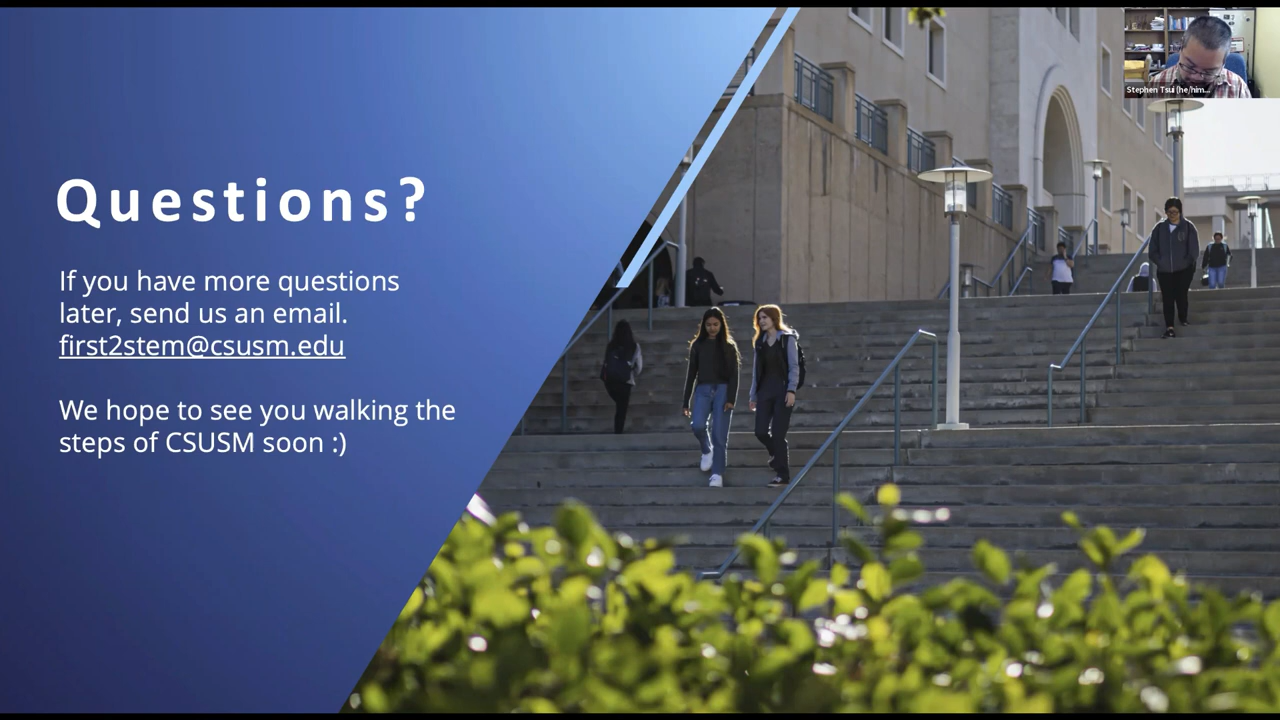 Questions?
If you have more questions
later, send us an email.
first2stem@csusm.edu
We hope to see you walking the
steps of CSUSM soon :)
Stephen Tsui (he/him...